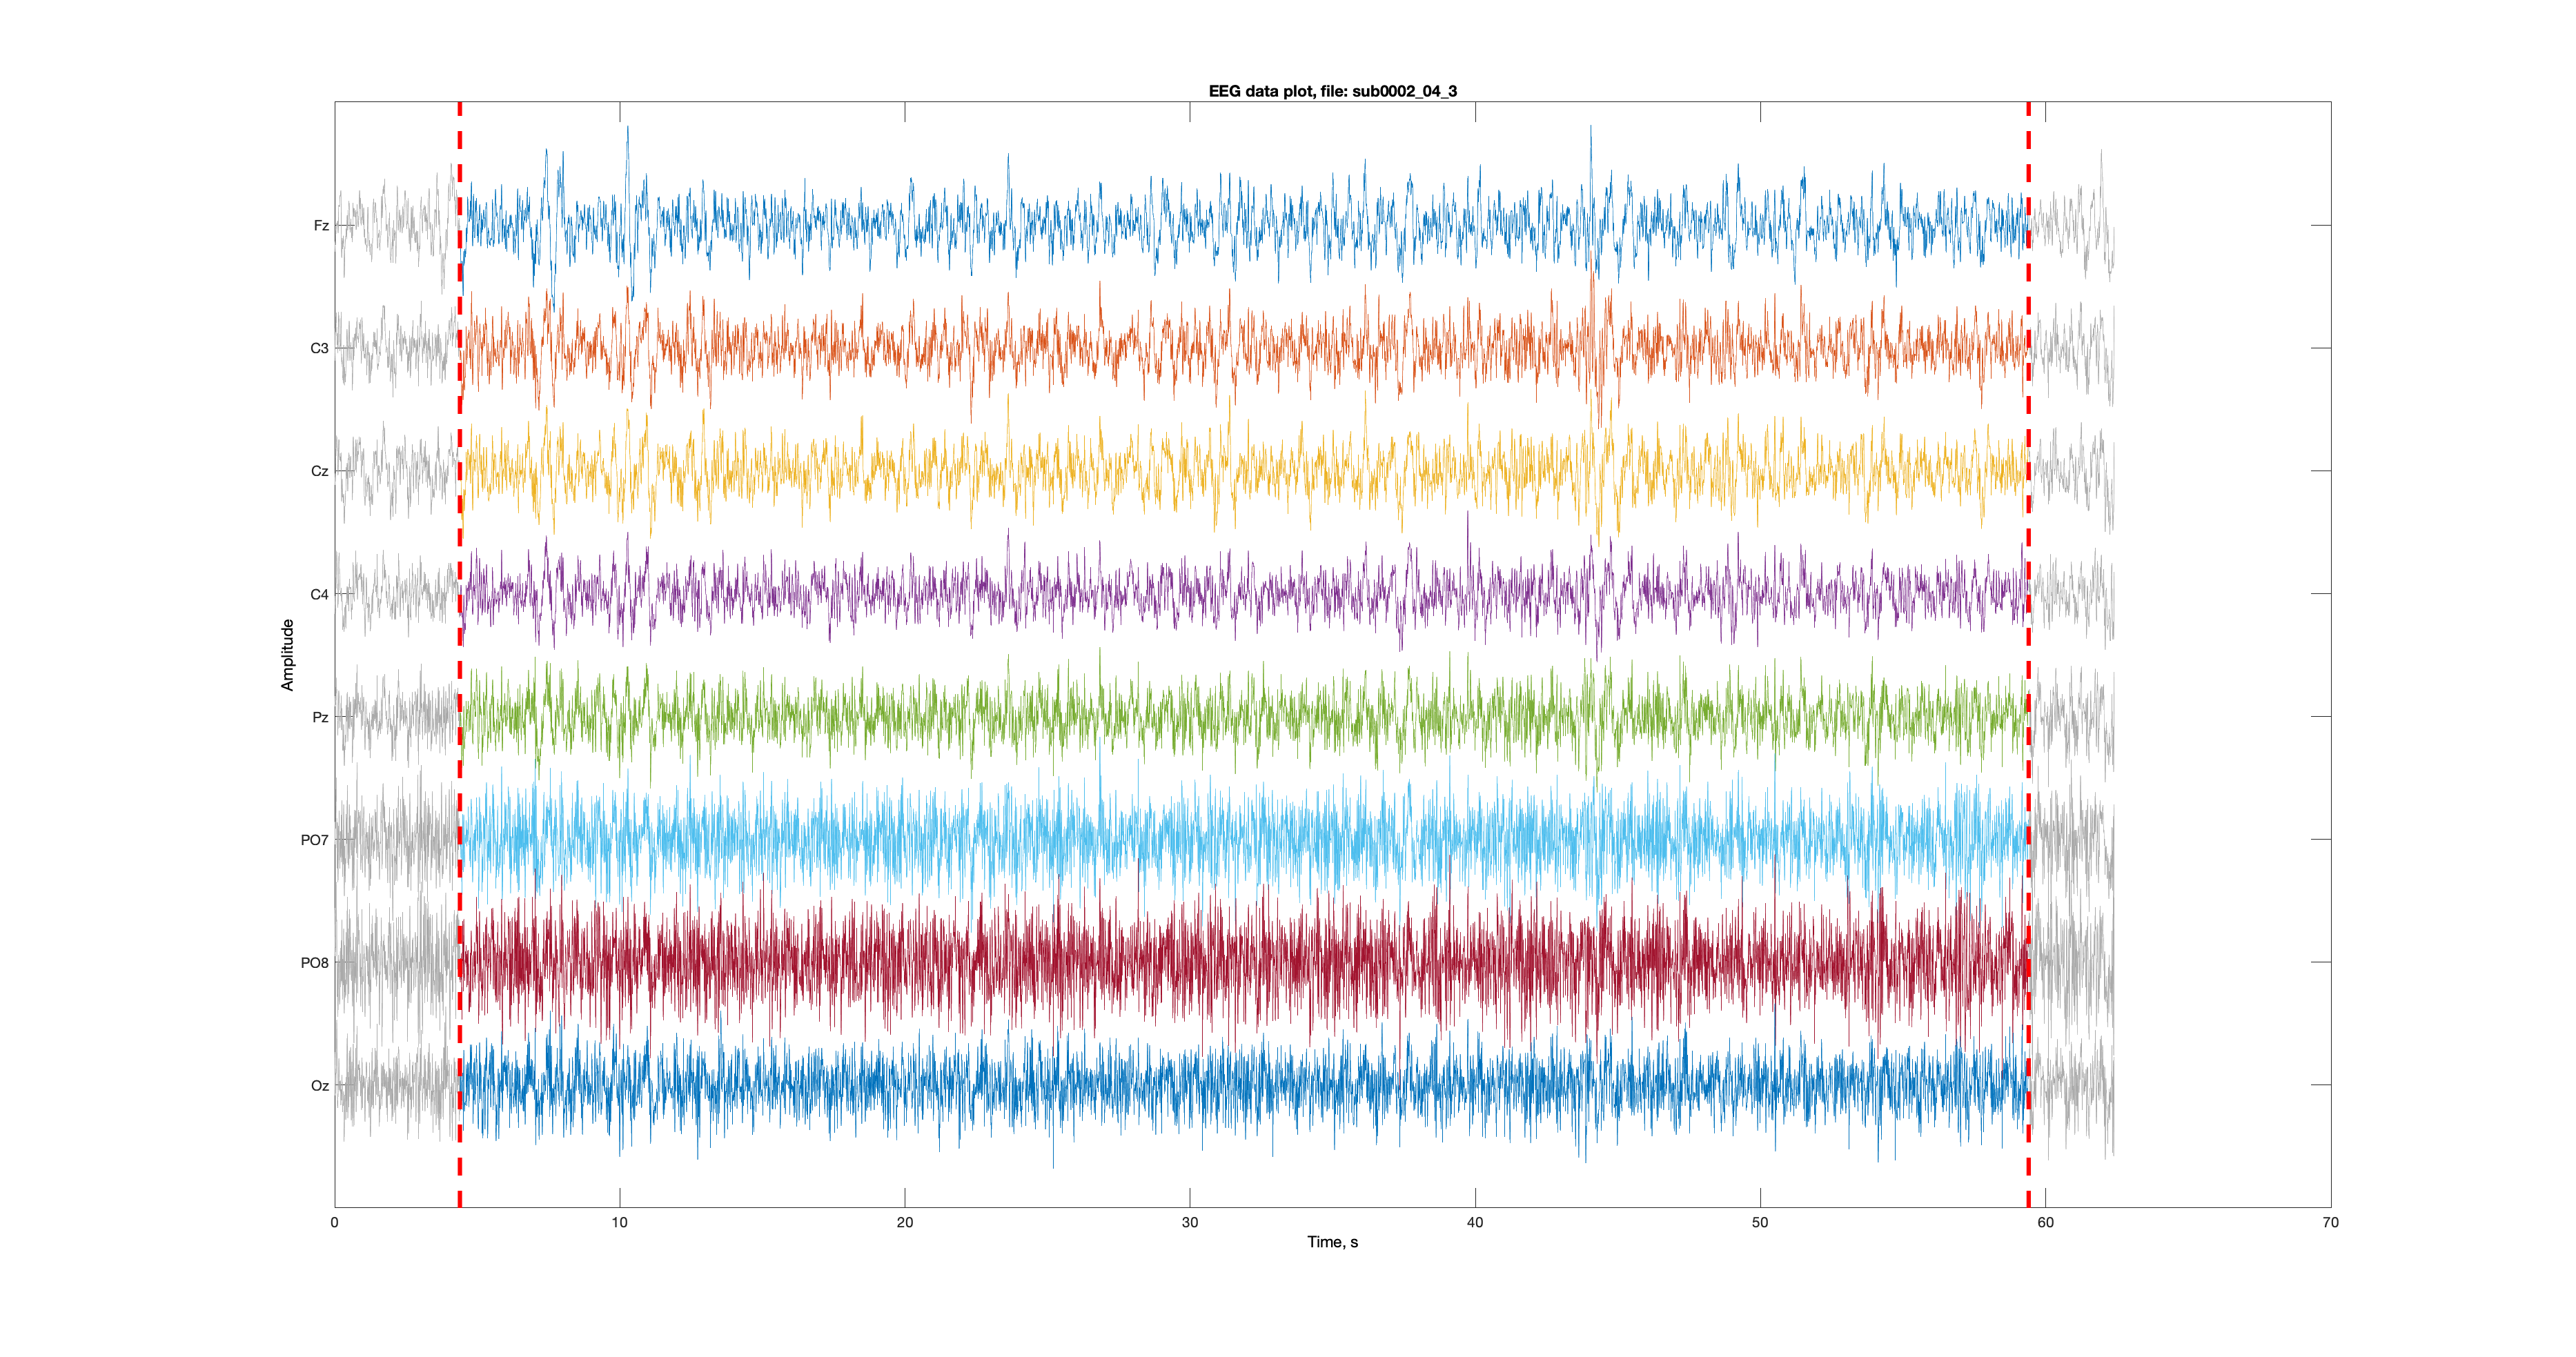 EEG data plot, file: sub0002_04_3
Fz
C3
Cz
C4
Pz
PO7
PO8
Oz
Amplitude
0 10 20 30 40 50 60 70
Time, s